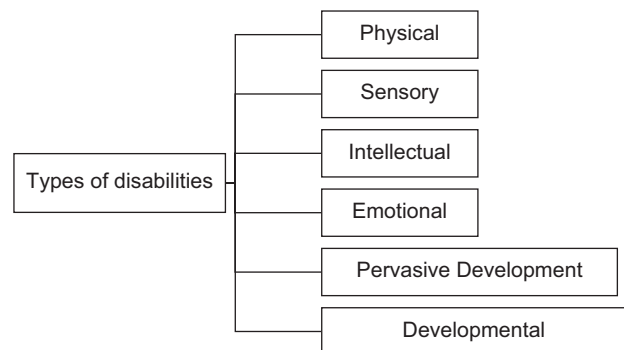 Physical
Sensory
Intellectual
Types of disabilities
Emotional
Pervasive Development
Developmental